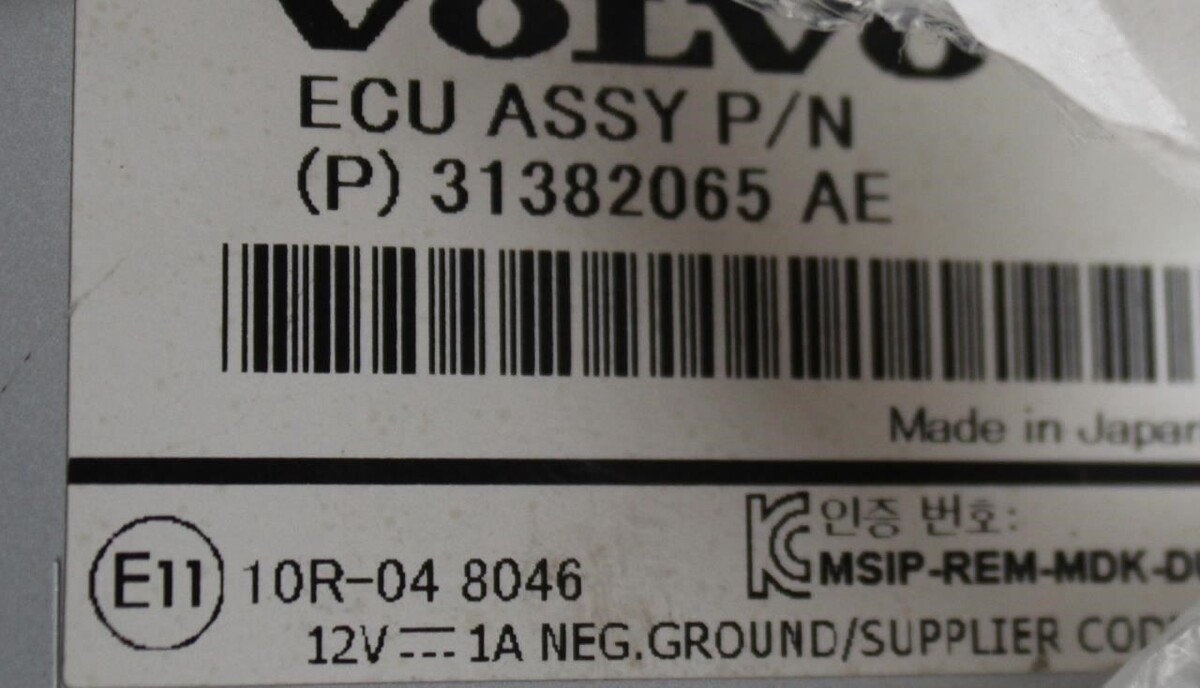 VOLVO
ECU ASSY P/N
(P) 31382065 AE
Made in Japan
E11 10R-04 8046
인증 번호:
MSIP-REM-MDK-
12V 1A NEG.GROUND/SUPPLIER CODE